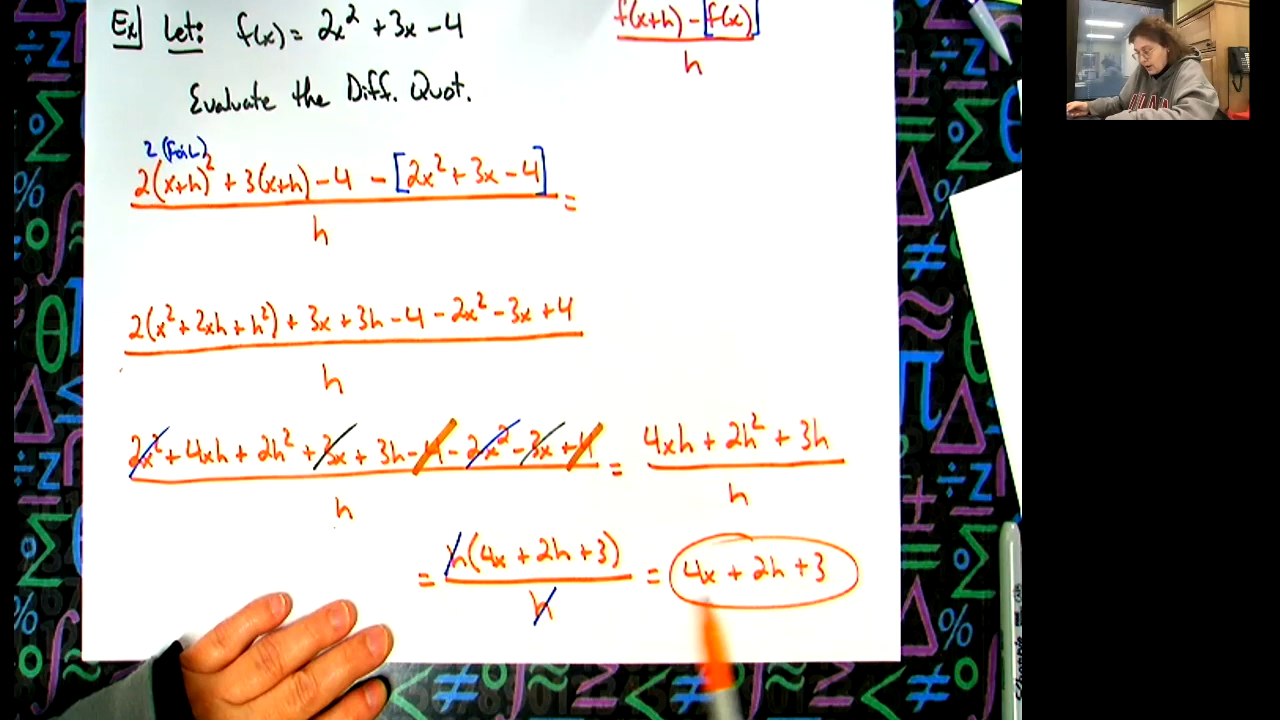 Ex] Let: f(x) = 2x² + 3x - 4
f(x+h) - [f(x)]
h
Evaluate the Diff. Quot.
2 (FOIL)
2(x+h)² + 3(x+h) - 4 - [2x² + 3x - 4] =
h
2(x² + 2xh + h²) + 3x + 3h - 4 - 2x² - 3x + 4
h
2x² + 4xh + 2h² + 3x + 3h - 4 - 2x² - 3x + 4 = 4xh + 2h² + 3h
h h
= h(4x + 2h + 3) = 4x + 2h + 3
h